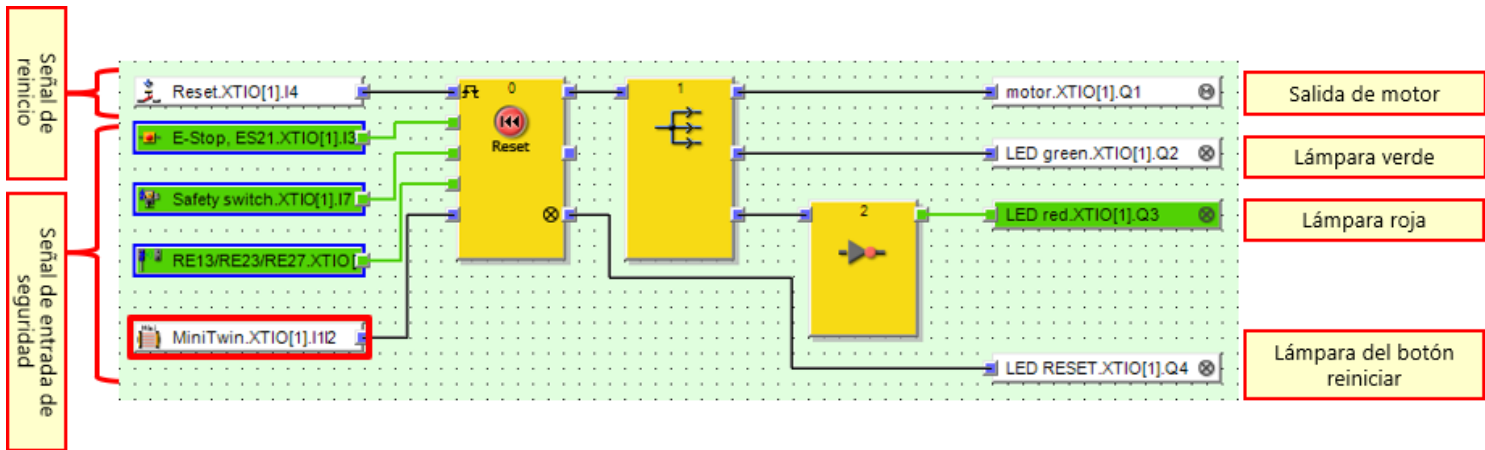 Señal de
reinicio
Señal de entrada de
seguridad
Reset.XTIO[1].I4
E-Stop, ES21.XTIO[1].I3
Safety switch.XTIO[1].I7
RE13/RE23/RE27.XTIO[
MiniTwin.XTIO[1].I1I2
0
Reset
1
2
motor.XTIO[1].Q1
LED green.XTIO[1].Q2
LED red.XTIO[1].Q3
LED RESET.XTIO[1].Q4
Salida de motor
Lámpara verde
Lámpara roja
Lámpara del botón
reiniciar